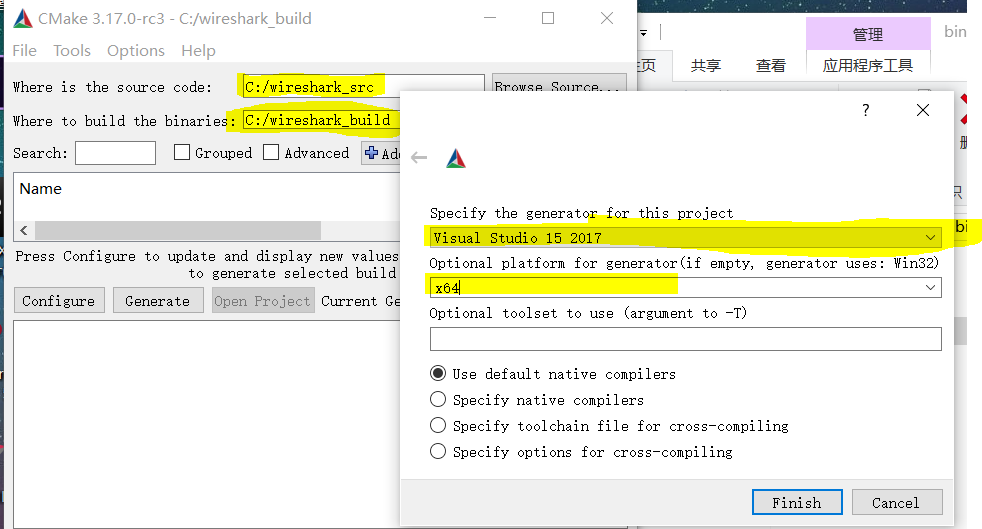 CMake 3.17.0-rc3 - C:/wireshark_build
File Tools Options Help
Where is the source code: C:/wireshark_src Browse Source...
Where to build the binaries: C:/wireshark_build
Search: Grouped Advanced Add
Name
Press Configure to update and display new values
to generate selected build
Configure Generate Open Project Current Ge
管理
bin
主页 共享 查看 应用程序工具
?
Specify the generator for this project
Visual Studio 15 2017
Optional platform for generator(if empty, generator uses: Win32)
x64
Optional toolset to use (argument to -T)
Use default native compilers
Specify native compilers
Specify toolchain file for cross-compiling
Specify options for cross-compiling
Finish Cancel